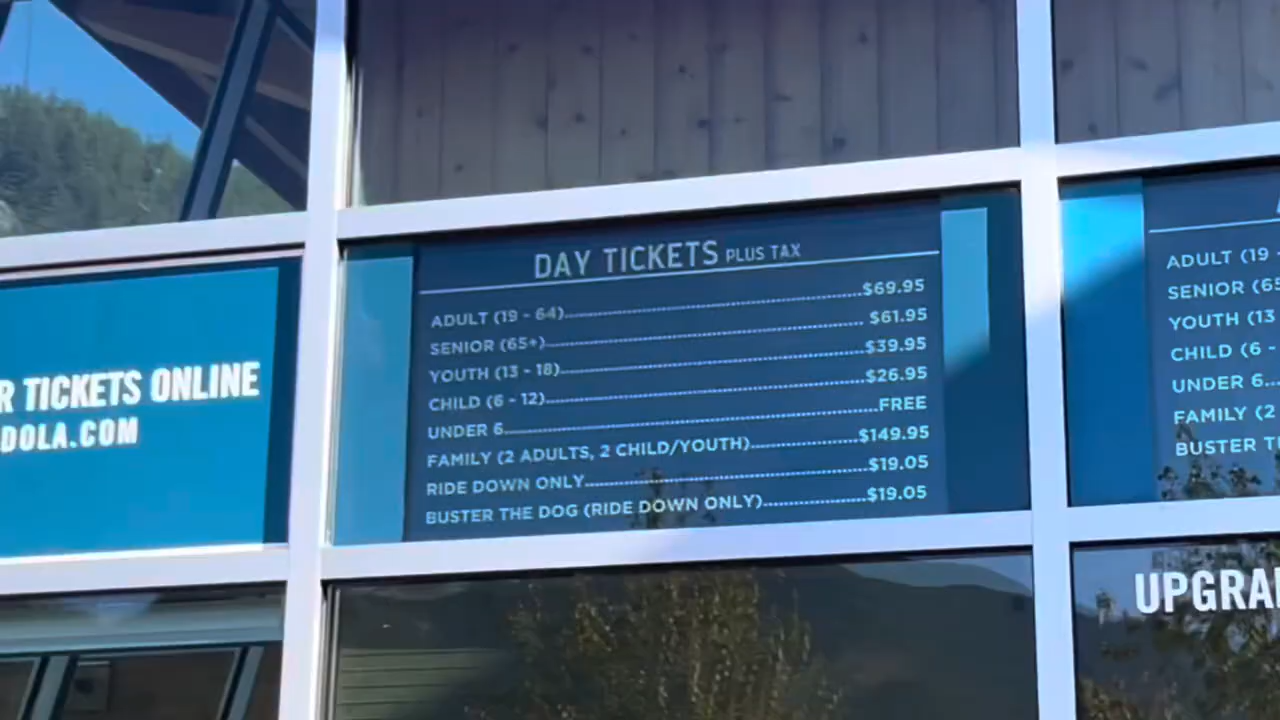 R TICKETS ONLINE
DOLA.COM
DAY TICKETS PLUS TAX
ADULT (19 - 64)....................$69.95
SENIOR (65+)....................$61.95
YOUTH (13 - 18)....................$39.95
CHILD (6 - 12)....................$26.95
UNDER 6....................FREE
FAMILY (2 ADULTS, 2 CHILD/YOUTH)....................$149.95
RIDE DOWN ONLY....................$19.05
BUSTER THE DOG (RIDE DOWN ONLY)....................$19.05
ADULT (19 -
SENIOR (65
YOUTH (13
CHILD (6 -
UNDER 6...
FAMILY (2
BUSTER T
UPGRA